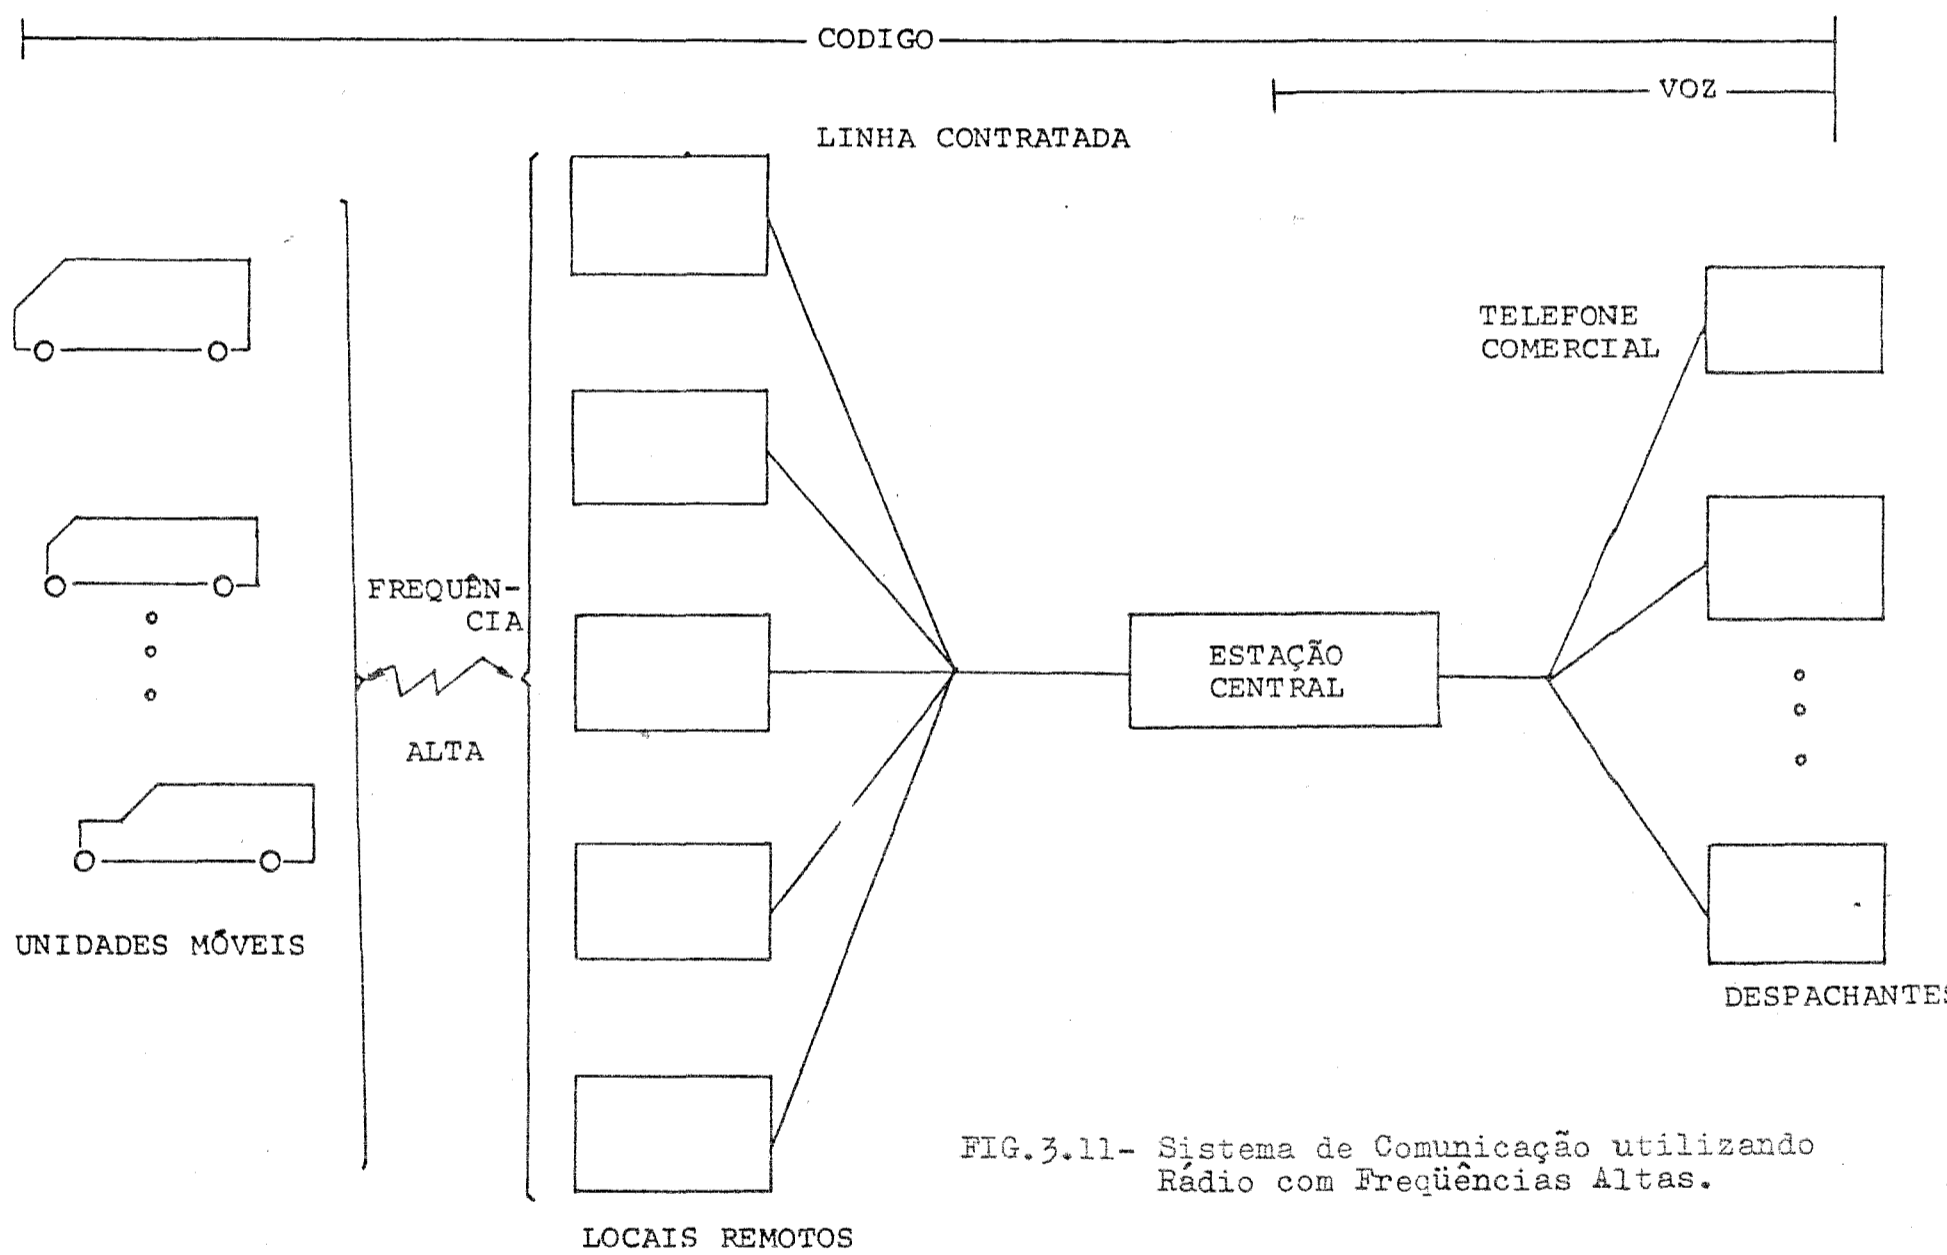 CODIGO
VOZ
LINHA CONTRATADA
TELEFONE
COMERCIAL
FREQUÊN-
CIA
ESTAÇÃO
CENTRAL
ALTA
UNIDADES MÓVEIS
DESPACHANTES
FIG.3.11- Sistema de Comunicação utilizando
Rádio com Freqüências Altas.
LOCAIS REMOTOS